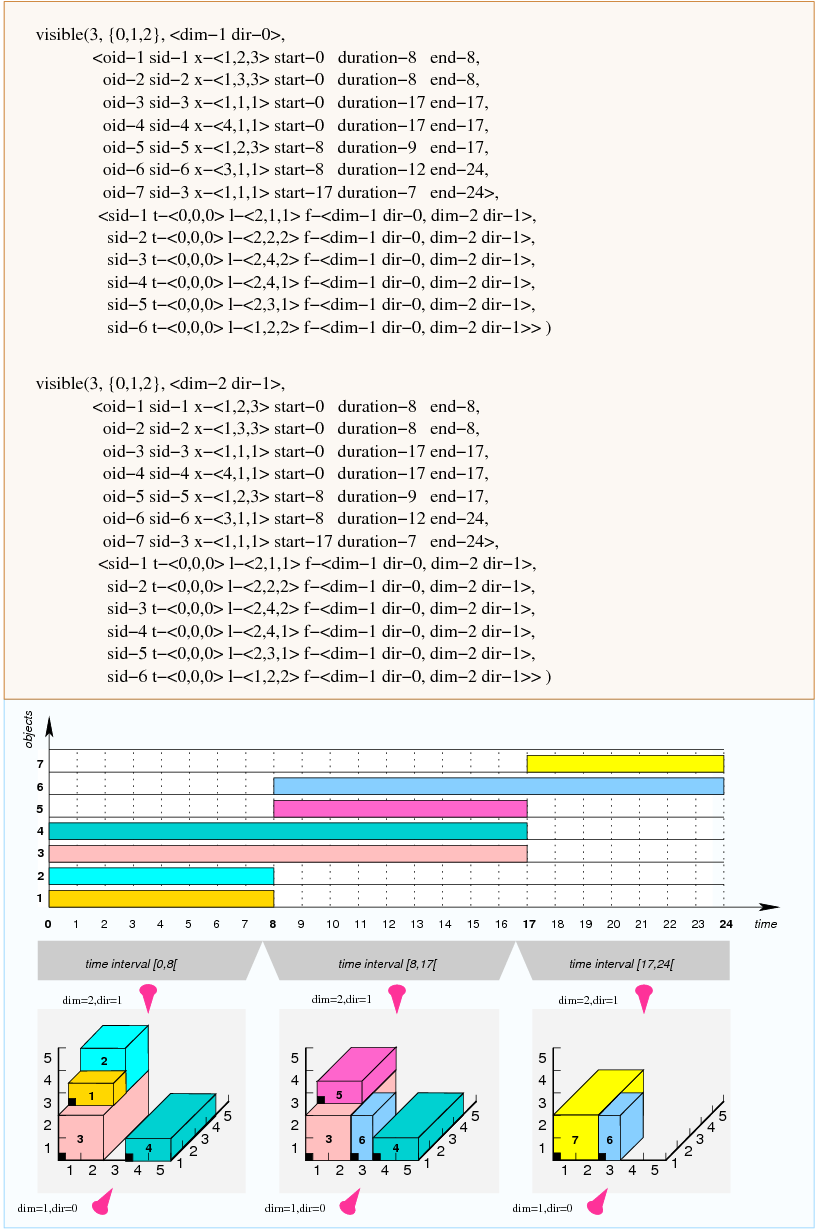 visible(3, {0,1,2}, <dim−1 dir−0>,
<oid−1 sid−1 x−<1,2,3> start−0 duration−8 end−8,
oid−2 sid−2 x−<1,3,3> start−0 duration−8 end−8,
oid−3 sid−3 x−<1,1,1> start−0 duration−17 end−17,
oid−4 sid−4 x−<4,1,1> start−0 duration−17 end−17,
oid−5 sid−5 x−<1,2,3> start−8 duration−9 end−17,
oid−6 sid−6 x−<3,1,1> start−8 duration−12 end−24,
oid−7 sid−3 x−<1,1,1> start−17 duration−7 end−24>,
<sid−1 t−<0,0,0> l−<2,1,1> f−<dim−1 dir−0, dim−2 dir−1>,
sid−2 t−<0,0,0> l−<2,2,2> f−<dim−1 dir−0, dim−2 dir−1>,
sid−3 t−<0,0,0> l−<2,4,2> f−<dim−1 dir−0, dim−2 dir−1>,
sid−4 t−<0,0,0> l−<2,4,1> f−<dim−1 dir−0, dim−2 dir−1>,
sid−5 t−<0,0,0> l−<2,3,1> f−<dim−1 dir−0, dim−2 dir−1>,
sid−6 t−<0,0,0> l−<1,2,2> f−<dim−1 dir−0, dim−2 dir−1>> )
visible(3, {0,1,2}, <dim−2 dir−1>,
<oid−1 sid−1 x−<1,2,3> start−0 duration−8 end−8,
oid−2 sid−2 x−<1,3,3> start−0 duration−8 end−8,
oid−3 sid−3 x−<1,1,1> start−0 duration−17 end−17,
oid−4 sid−4 x−<4,1,1> start−0 duration−17 end−17,
oid−5 sid−5 x−<1,2,3> start−8 duration−9 end−17,
oid−6 sid−6 x−<3,1,1> start−8 duration−12 end−24,
oid−7 sid−3 x−<1,1,1> start−17 duration−7 end−24>,
<sid−1 t−<0,0,0> l−<2,1,1> f−<dim−1 dir−0, dim−2 dir−1>,
sid−2 t−<0,0,0> l−<2,2,2> f−<dim−1 dir−0, dim−2 dir−1>,
sid−3 t−<0,0,0> l−<2,4,2> f−<dim−1 dir−0, dim−2 dir−1>,
sid−4 t−<0,0,0> l−<2,4,1> f−<dim−1 dir−0, dim−2 dir−1>,
sid−5 t−<0,0,0> l−<2,3,1> f−<dim−1 dir−0, dim−2 dir−1>,
sid−6 t−<0,0,0> l−<1,2,2> f−<dim−1 dir−0, dim−2 dir−1>> )
objects
7
6
5
4
3
2
1
0 1 2 3 4 5 6 7 8 9 10 11 12 13 14 15 16 17 18 19 20 21 22 23 24 time
time interval [0,8[ time interval [8,17[ time interval [17,24[
dim=2,dir=1 dim=2,dir=1 dim=2,dir=1
5
4
3
2
1
2
1
3
4
1 2 3 4 5
1 2 3 4 5
5
4
3
2
1
5
3
6
4
1 2 3 4 5
1 2 3 4 5
5
4
3
2
1
7
6
1 2 3 4 5
1 2 3 4 5
dim=1,dir=0 dim=1,dir=0 dim=1,dir=0